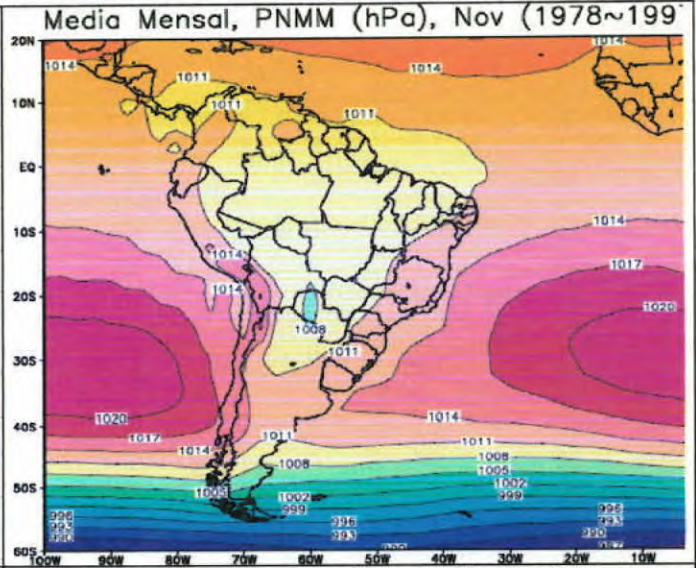 Media Mensal, PNMM (hPa), Nov (1978~199
20N 1014
1014 1014
1011
10N 1011 1011
EQ
10S 1014
1014 1017
1014
20S 1020
1008
1011
30S
1020 1014
40S 1017 1011
1014 1011
1008 1008
1005
50S 1005 1002 1002
999 999
996 996 996
993 993 993
990 990
60S
100W 90W 80W 70W 60W 50W 40W 30W 20W 10W